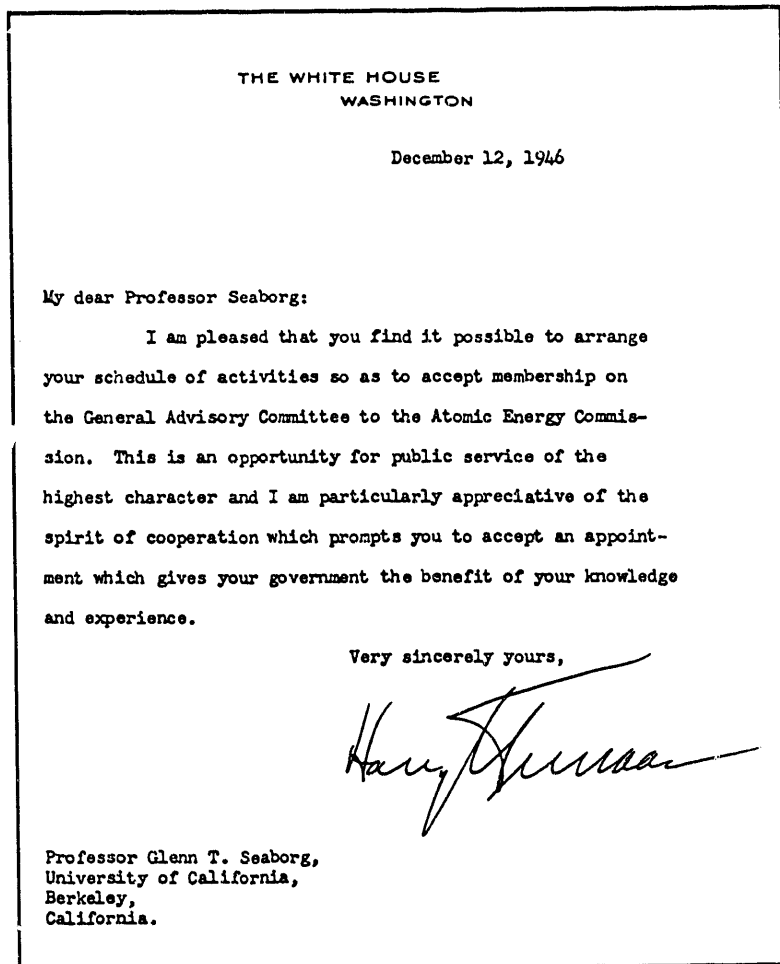 THE WHITE HOUSE
WASHINGTON
December 12, 1946
My dear Professor Seaborg:
I am pleased that you find it possible to arrange
your schedule of activities so as to accept membership on
the General Advisory Committee to the Atomic Energy Commis-
sion. This is an opportunity for public service of the
highest character and I am particularly appreciative of the
spirit of cooperation which prompts you to accept an appoint-
ment which gives your government the benefit of your knowledge
and experience.
Very sincerely yours,
Harry Truman
Professor Glenn T. Seaborg,
University of California,
Berkeley,
California.